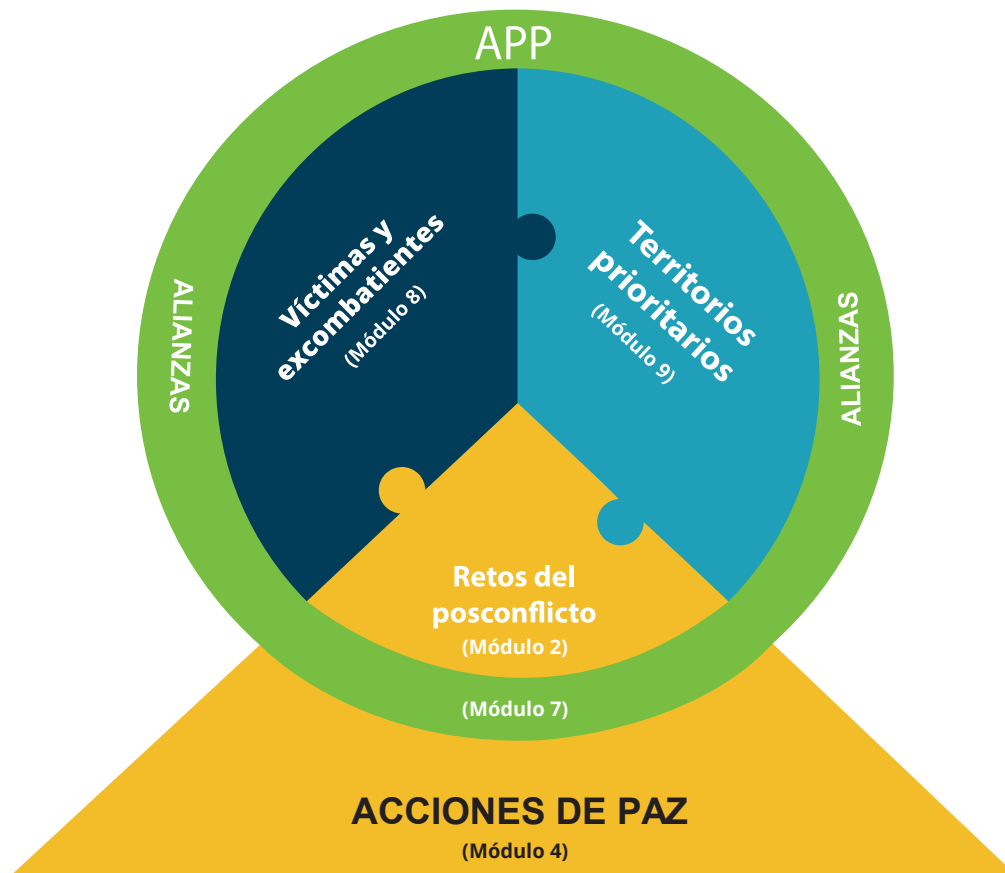 APP
ALIANZAS
Víctimas y
excombatientes
(Módulo 8)
Territorios
prioritarios
(Módulo 9)
ALIANZAS
Retos del
posconflicto
(Módulo 2)
(Módulo 7)
ACCIONES DE PAZ
(Módulo 4)